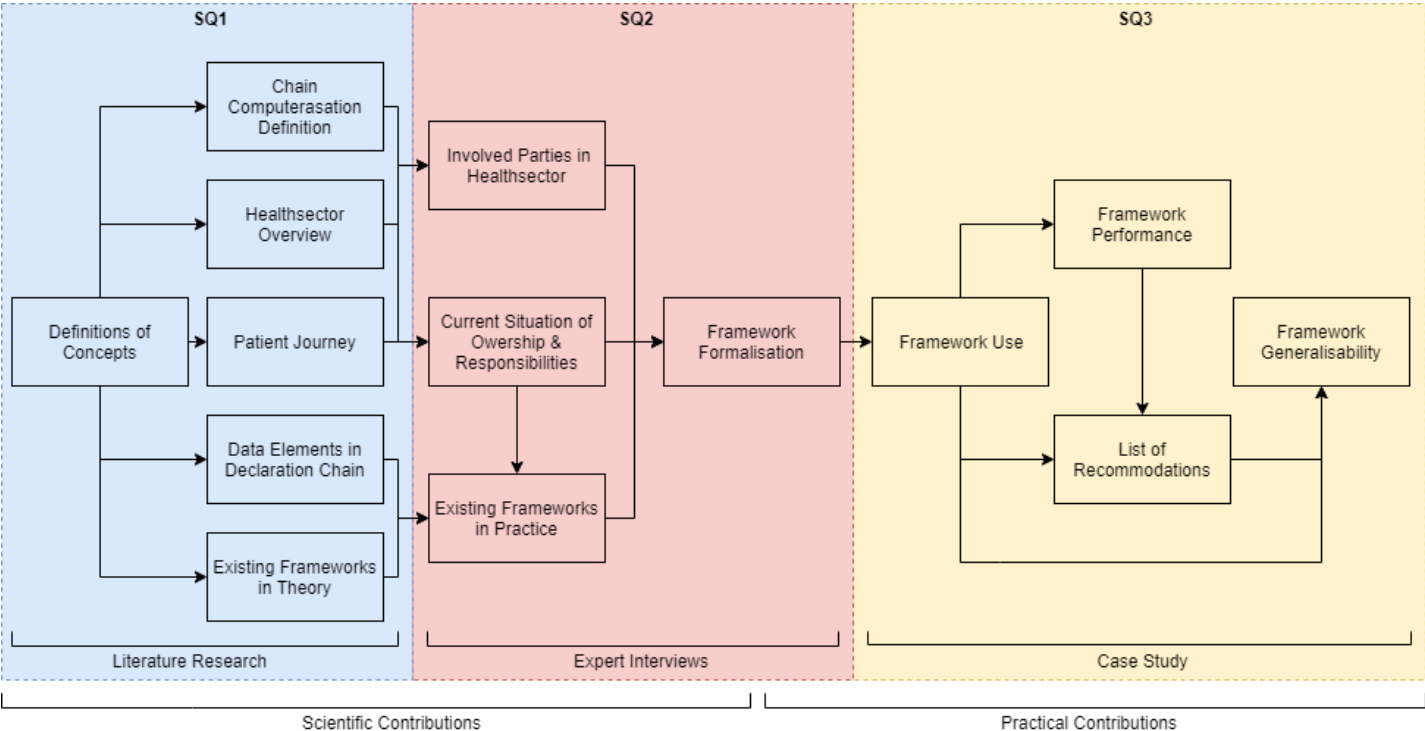 SQ1
SQ2
SQ3
Chain
Computerasation
Definition
Healthsector
Overview
Definitions of
Concepts
Patient Journey
Data Elements in
Declaration Chain
Existing Frameworks
in Theory
Involved Parties in
Healthsector
Current Situation of
Owership &
Responsibilities
Existing Frameworks
in Practice
Framework
Formalisation
Framework Use
Framework
Performance
List of
Recommodations
Framework
Generalisability
Literature Research
Expert Interviews
Case Study
Scientific Contributions
Practical Contributions